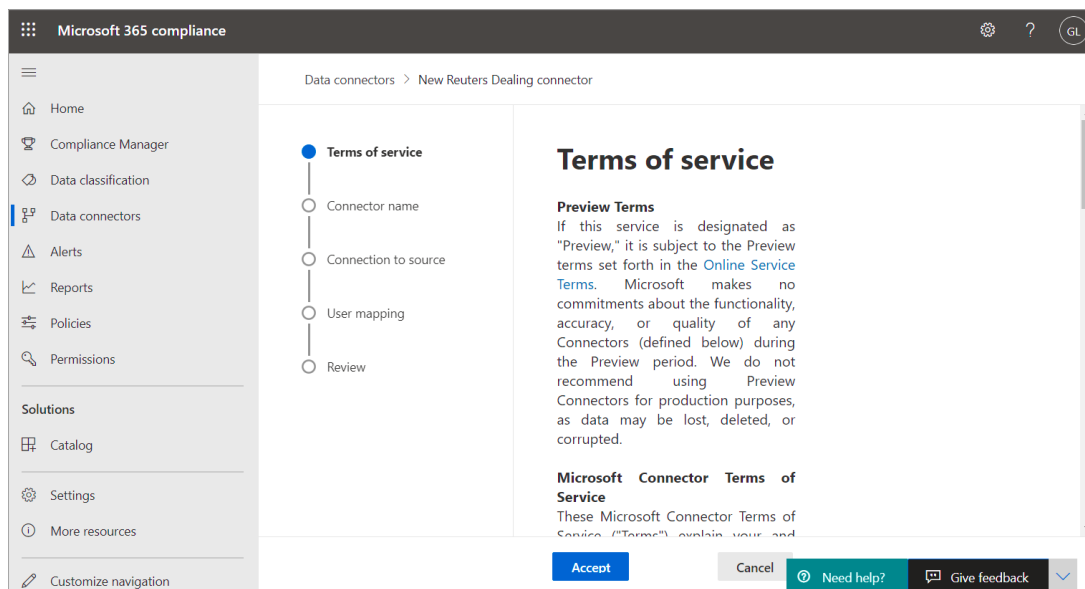 Microsoft 365 compliance
?
GL
Home
Compliance Manager
Data classification
Data connectors
Alerts
Reports
Policies
Permissions
Solutions
Catalog
Settings
More resources
Customize navigation
Data connectors > New Reuters Dealing connector
Terms of service
Connector name
Connection to source
User mapping
Review
Terms of service
Preview Terms
If this service is designated as
"Preview," it is subject to the Preview
terms set forth in the Online Service
Terms. Microsoft makes no
commitments about the functionality,
accuracy, or quality of any
Connectors (defined below) during
the Preview period. We do not
recommend using Preview
Connectors for production purposes,
as data may be lost, deleted, or
corrupted.
Microsoft Connector Terms of
Service
These Microsoft Connector Terms of
Service ("Terms") explain your and
Accept
Cancel
Need help?
Give feedback